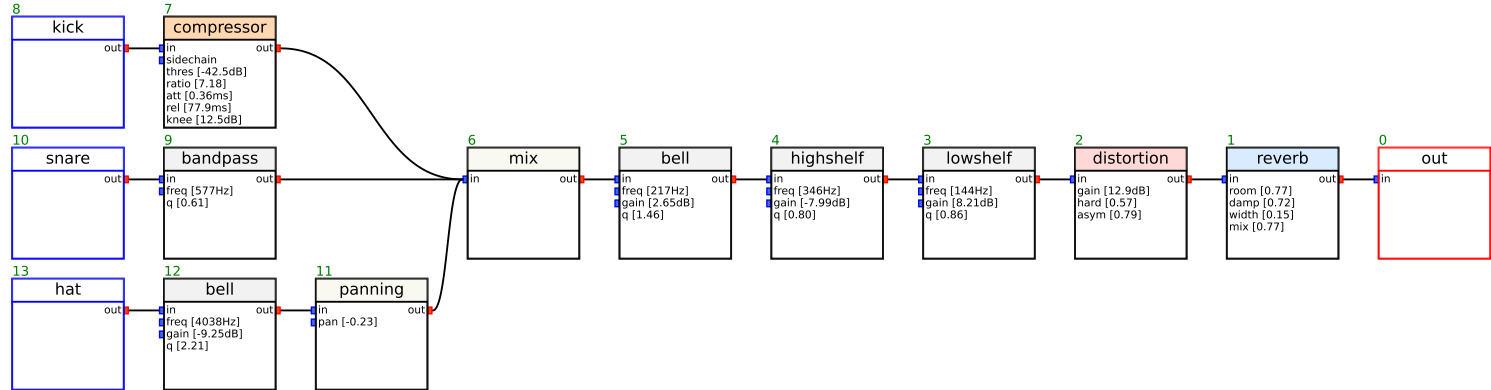 8
kick
out
7
compressor
in out
sidechain
thres [-42.5dB]
ratio [7.18]
att [0.36ms]
rel [77.9ms]
knee [12.5dB]
10
snare
out
9
bandpass
in out
freq [577Hz]
q [0.61]
6
mix
in out
5
bell
in out
freq [217Hz]
gain [2.65dB]
q [1.46]
4
highshelf
in out
freq [346Hz]
gain [-7.99dB]
q [0.80]
3
lowshelf
in out
freq [144Hz]
gain [8.21dB]
q [0.86]
2
distortion
in out
gain [12.9dB]
hard [0.57]
asym [0.79]
1
reverb
in out
room [0.77]
damp [0.72]
width [0.15]
mix [0.77]
0
out
in
13
hat
out
12
bell
in out
freq [4038Hz]
gain [-9.25dB]
q [2.21]
11
panning
in out
pan [-0.23]